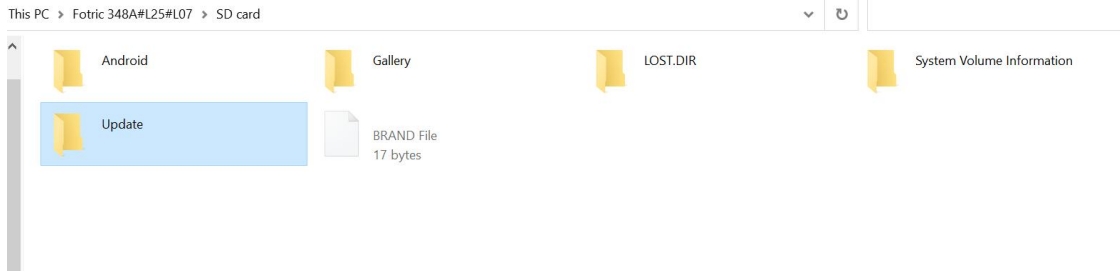 This PC > Fotric 348A#L25#L07 > SD card
Android
Gallery
LOST.DIR
System Volume Information
Update
BRAND File
17 bytes